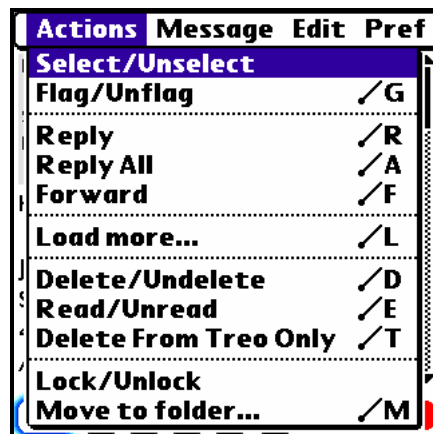 Actions Message Edit Pref
Select/Unselect
Flag/Unflag /G
Reply /R
Reply All /A
Forward /F
Load more... /L
Delete/Undelete /D
Read/Unread /E
Delete From Treo Only /T
Lock/Unlock
Move to folder... /M